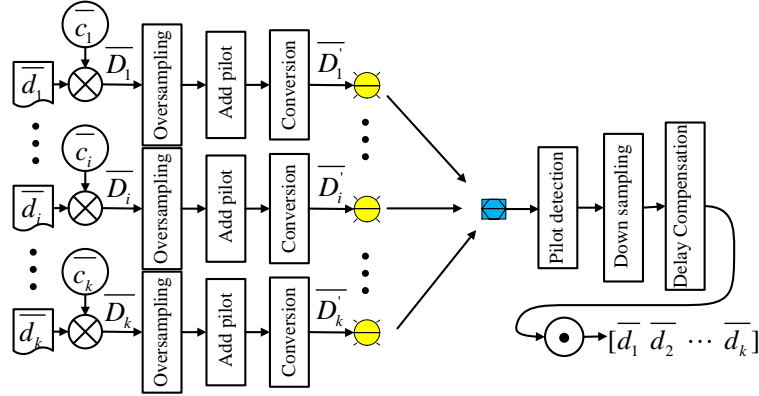 c̅₁
d̅₁
D̅₁
Oversampling
Add pilot
Conversion
D̅₁'
c̅ᵢ
d̅ᵢ
D̅ᵢ
Oversampling
Add pilot
Conversion
D̅ᵢ'
c̅ₖ
d̅ₖ
D̅ₖ
Oversampling
Add pilot
Conversion
D̅ₖ'
Pilot detection
Down sampling
Delay Compensation
[d̅₁ d̅₂ ⋯ d̅ₖ]